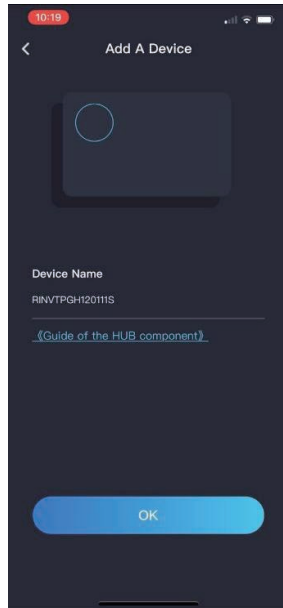 10:19
Add A Device
Device Name
RINVTPGH120111S
《Guide of the HUB component》
OK